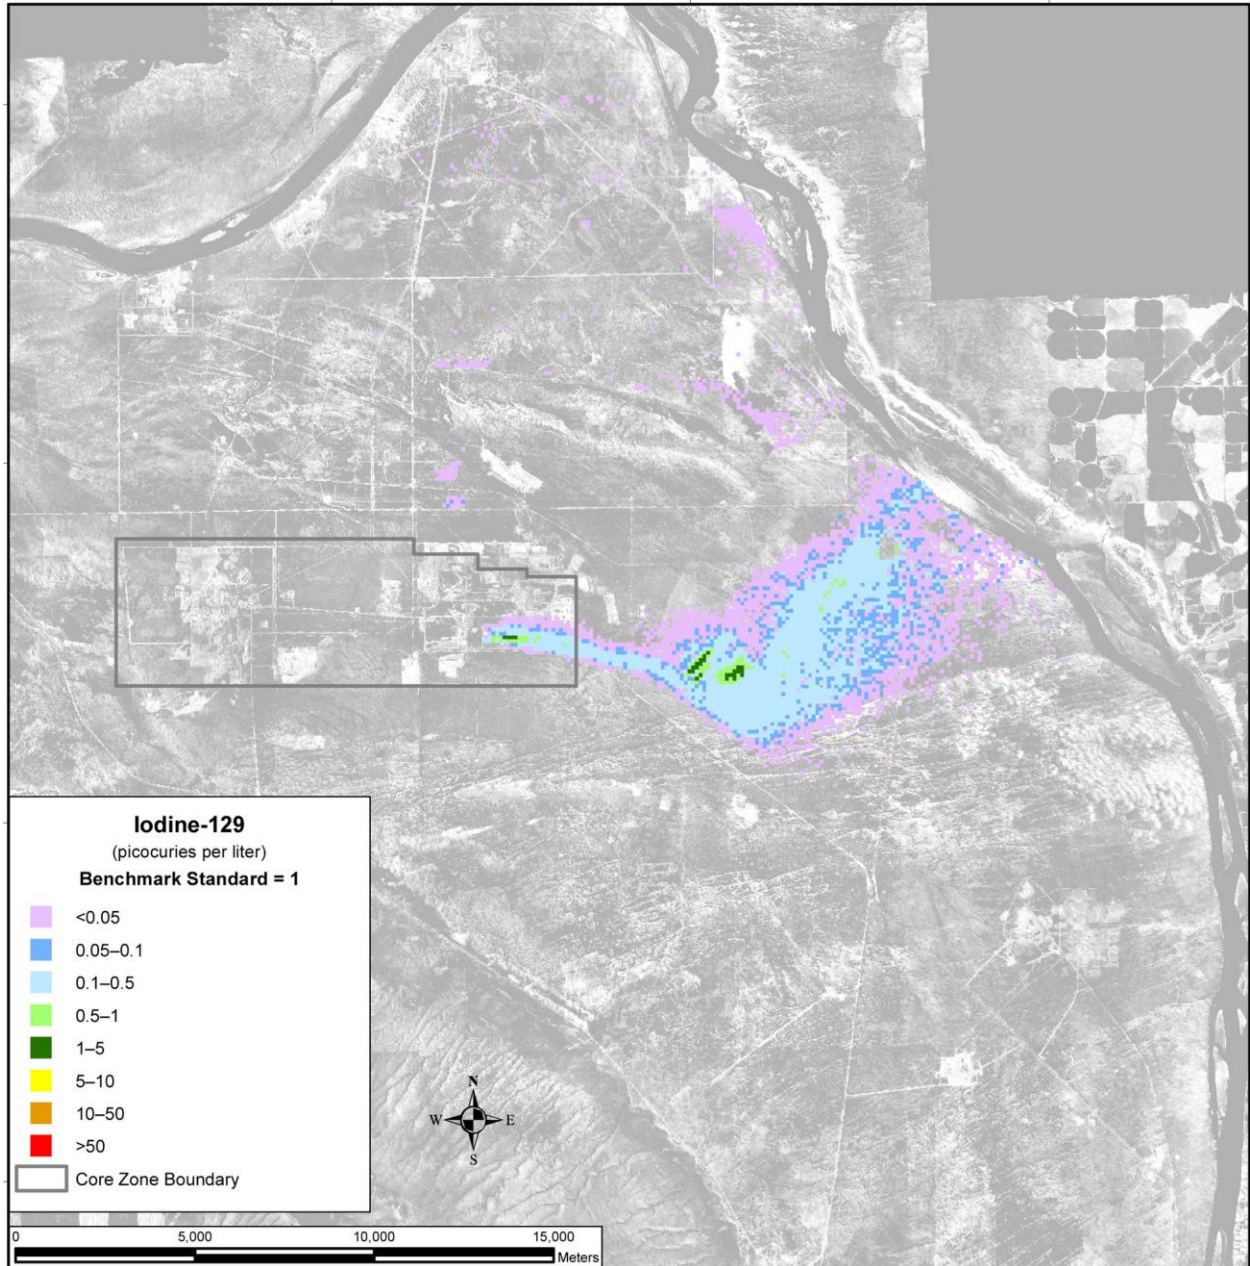 Iodine-129
(picocuries per liter)
Benchmark Standard = 1
<0.05
0.05–0.1
0.1–0.5
0.5–1
1–5
5–10
10–50
>50
Core Zone Boundary
N
W E
S
0 5,000 10,000 15,000
Meters